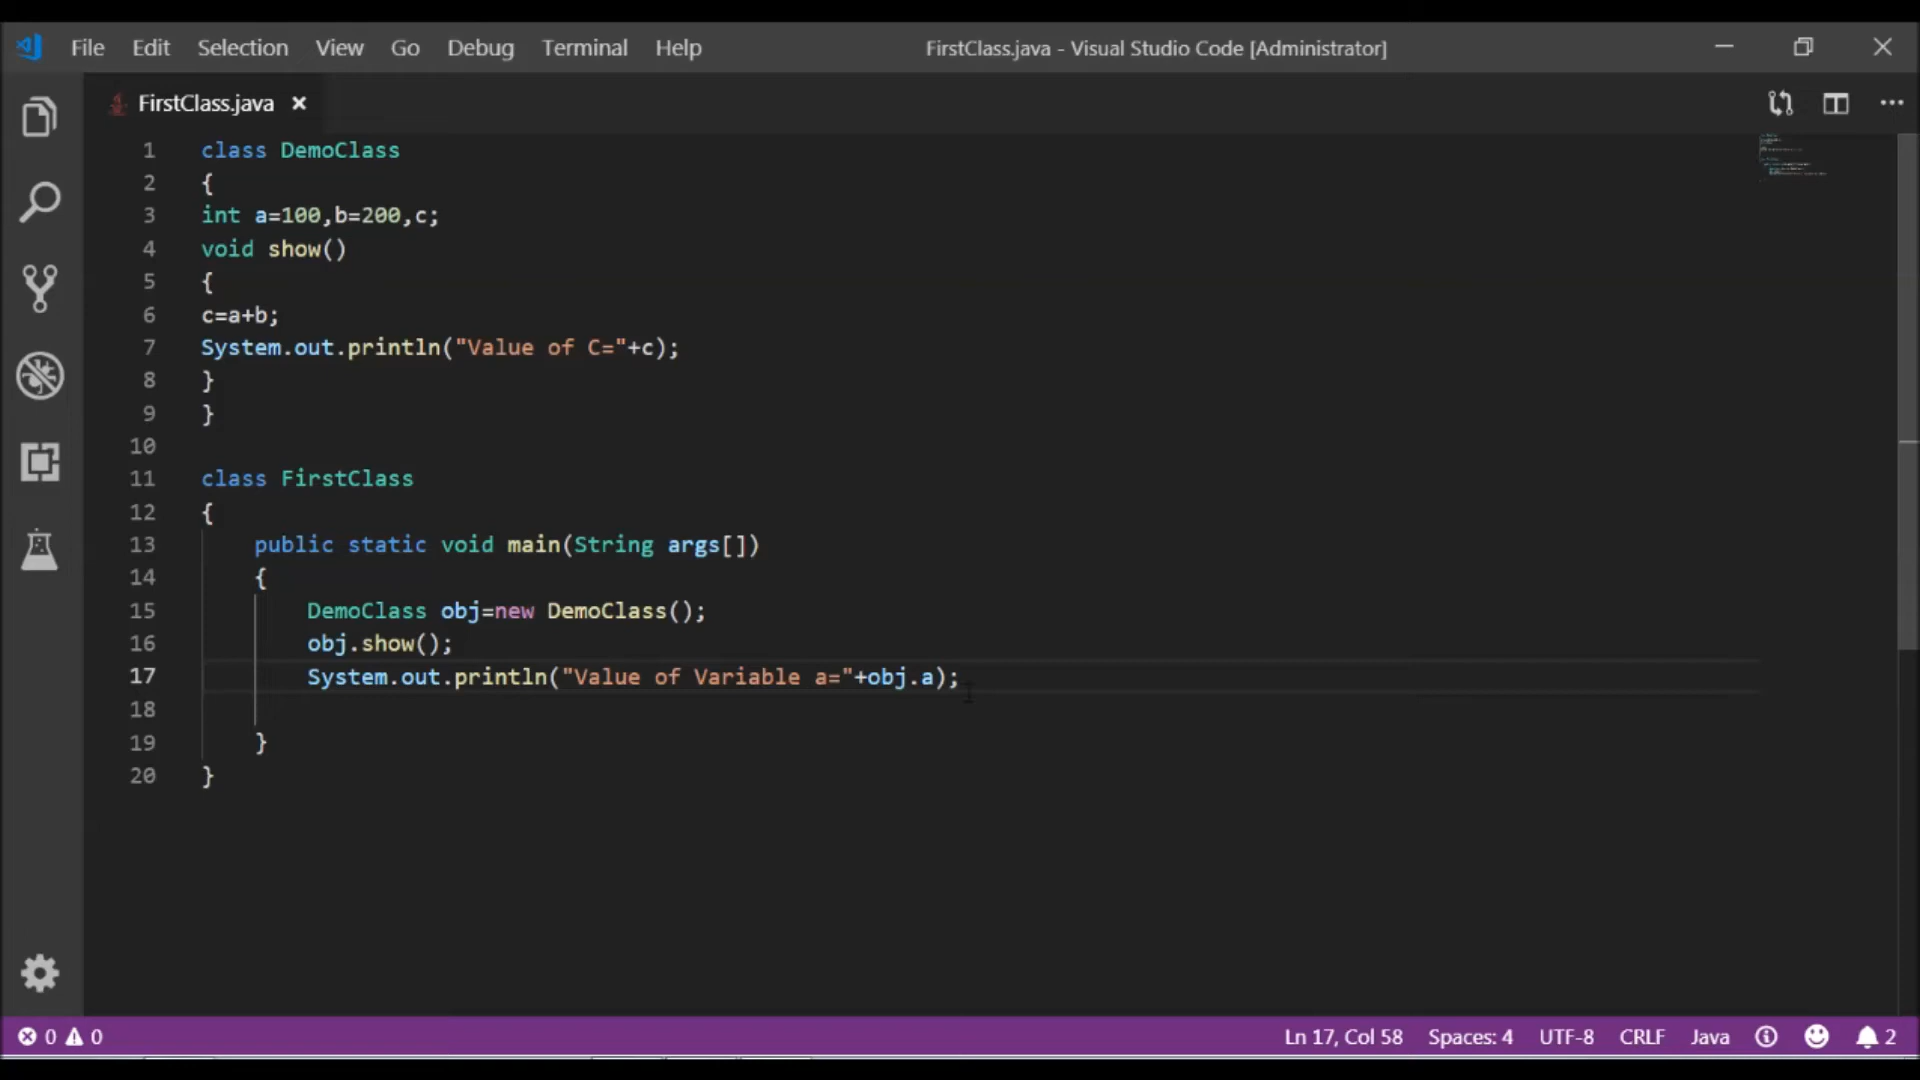 File Edit Selection View Go Debug Terminal Help FirstClass.java - Visual Studio Code [Administrator]
FirstClass.java
1 class DemoClass
2 {
3 int a=100,b=200,c;
4 void show()
5 {
6 c=a+b;
7 System.out.println("Value of C="+c);
8 }
9 }
10
11 class FirstClass
12 {
13 public static void main(String args[])
14 {
15 DemoClass obj=new DemoClass();
16 obj.show();
17 System.out.println("Value of Variable a="+obj.a);
18
19 }
20 }
0 0 Ln 17, Col 58 Spaces: 4 UTF-8 CRLF Java 2